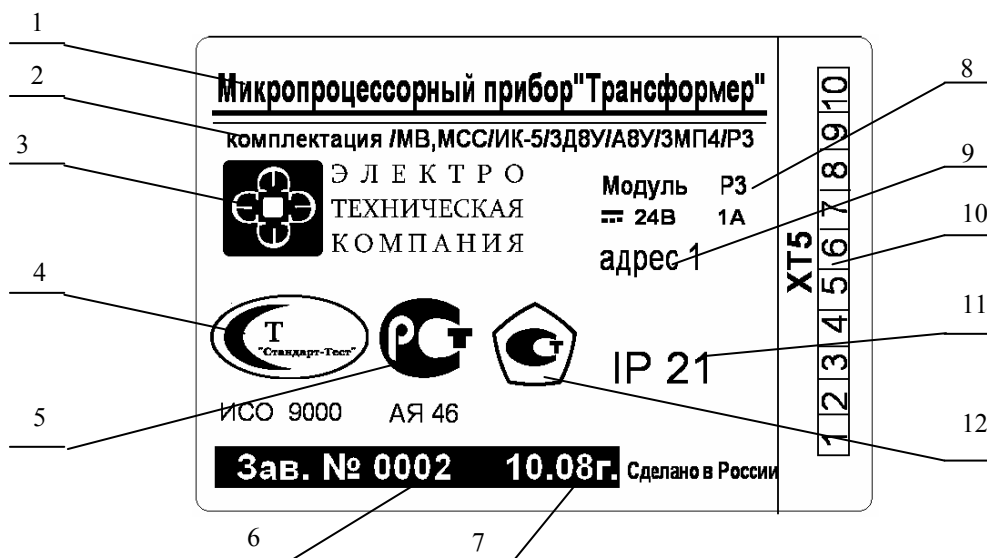 1
Микропроцессорный прибор"Трансформер"
2
комплектация /МВ,МСС/ИК-5/3Д8У/А8У/3МП4/Р3
3
ЭЛЕКТРО
ТЕХНИЧЕСКАЯ
КОМПАНИЯ
Модуль Р3
24В 1А
адрес 1
8
9
10
ХТ5
1 2 3 4 5 6 7 8 9 10
4
Т
"Стандарт-Тест"
РСТ
Ст
IP 21
11
12
5
ИСО 9000 АЯ 46
Зав. № 0002 10.08г. Сделано в России
6 7